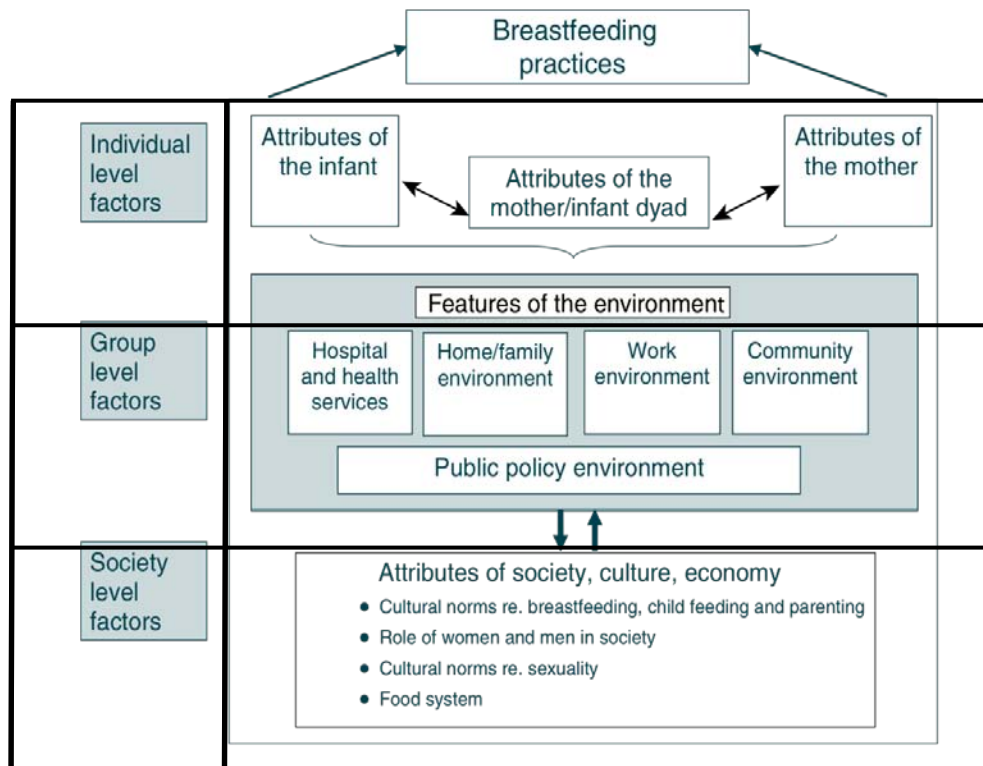 Breastfeeding
practices
Individual
level
factors
Attributes of
the infant
Attributes of the
mother/infant dyad
Attributes of
the mother
Features of the environment
Group
level
factors
Hospital
and health
services
Home/family
environment
Work
environment
Community
environment
Public policy environment
Society
level
factors
Attributes of society, culture, economy
● Cultural norms re. breastfeeding, child feeding and parenting
● Role of women and men in society
● Cultural norms re. sexuality
● Food system